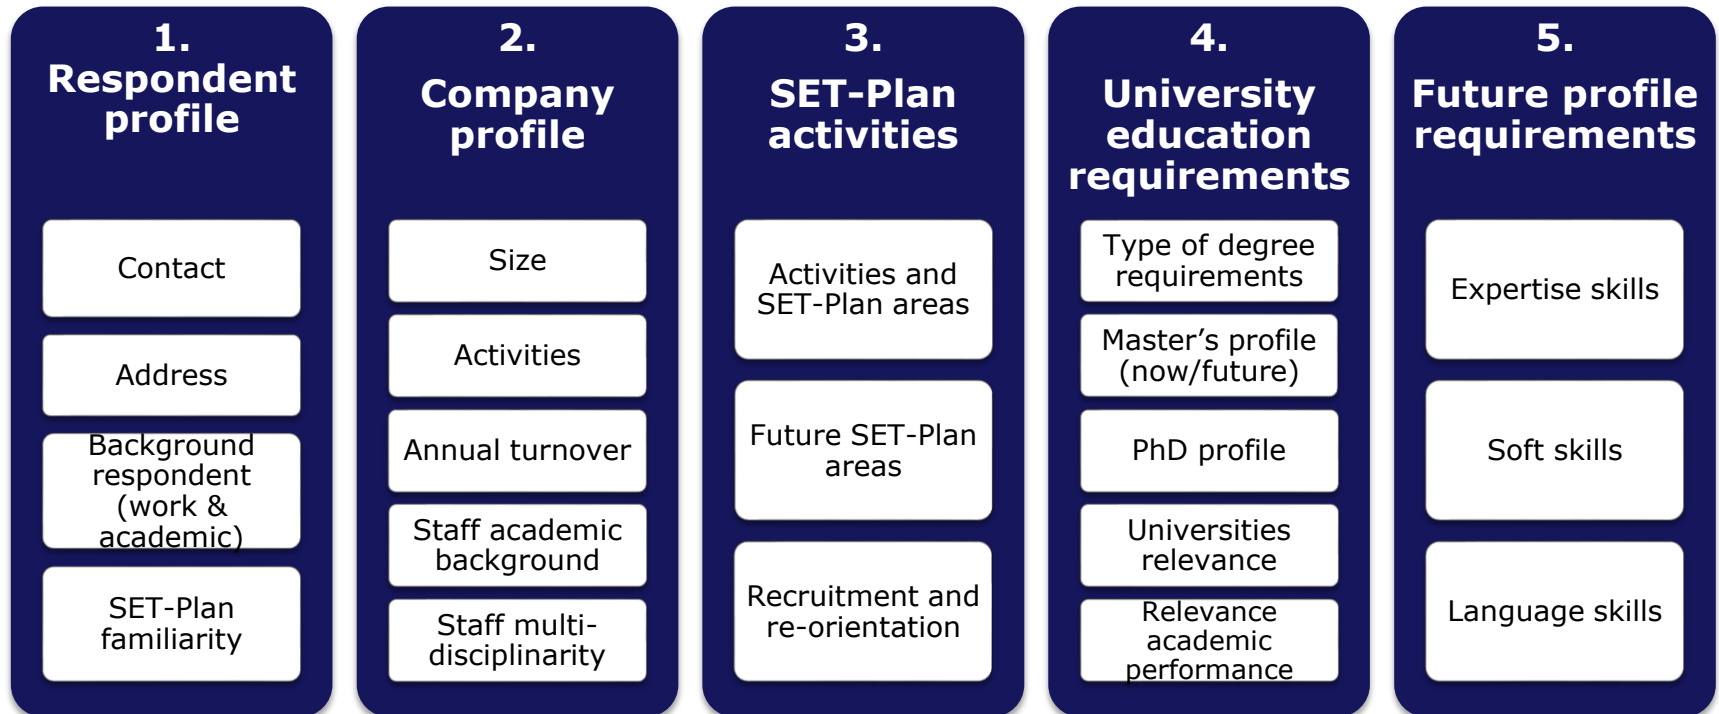 1.
Respondent
profile
Contact
Address
Background
respondent
(work &
academic)
SET-Plan
familiarity
2.
Company
profile
Size
Activities
Annual turnover
Staff academic
background
Staff multi-
disciplinarity
3.
SET-Plan
activities
Activities and
SET-Plan areas
Future SET-Plan
areas
Recruitment and
re-orientation
4.
University
education
requirements
Type of degree
requirements
Master’s profile
(now/future)
PhD profile
Universities
relevance
Relevance
academic
performance
5.
Future profile
requirements
Expertise skills
Soft skills
Language skills